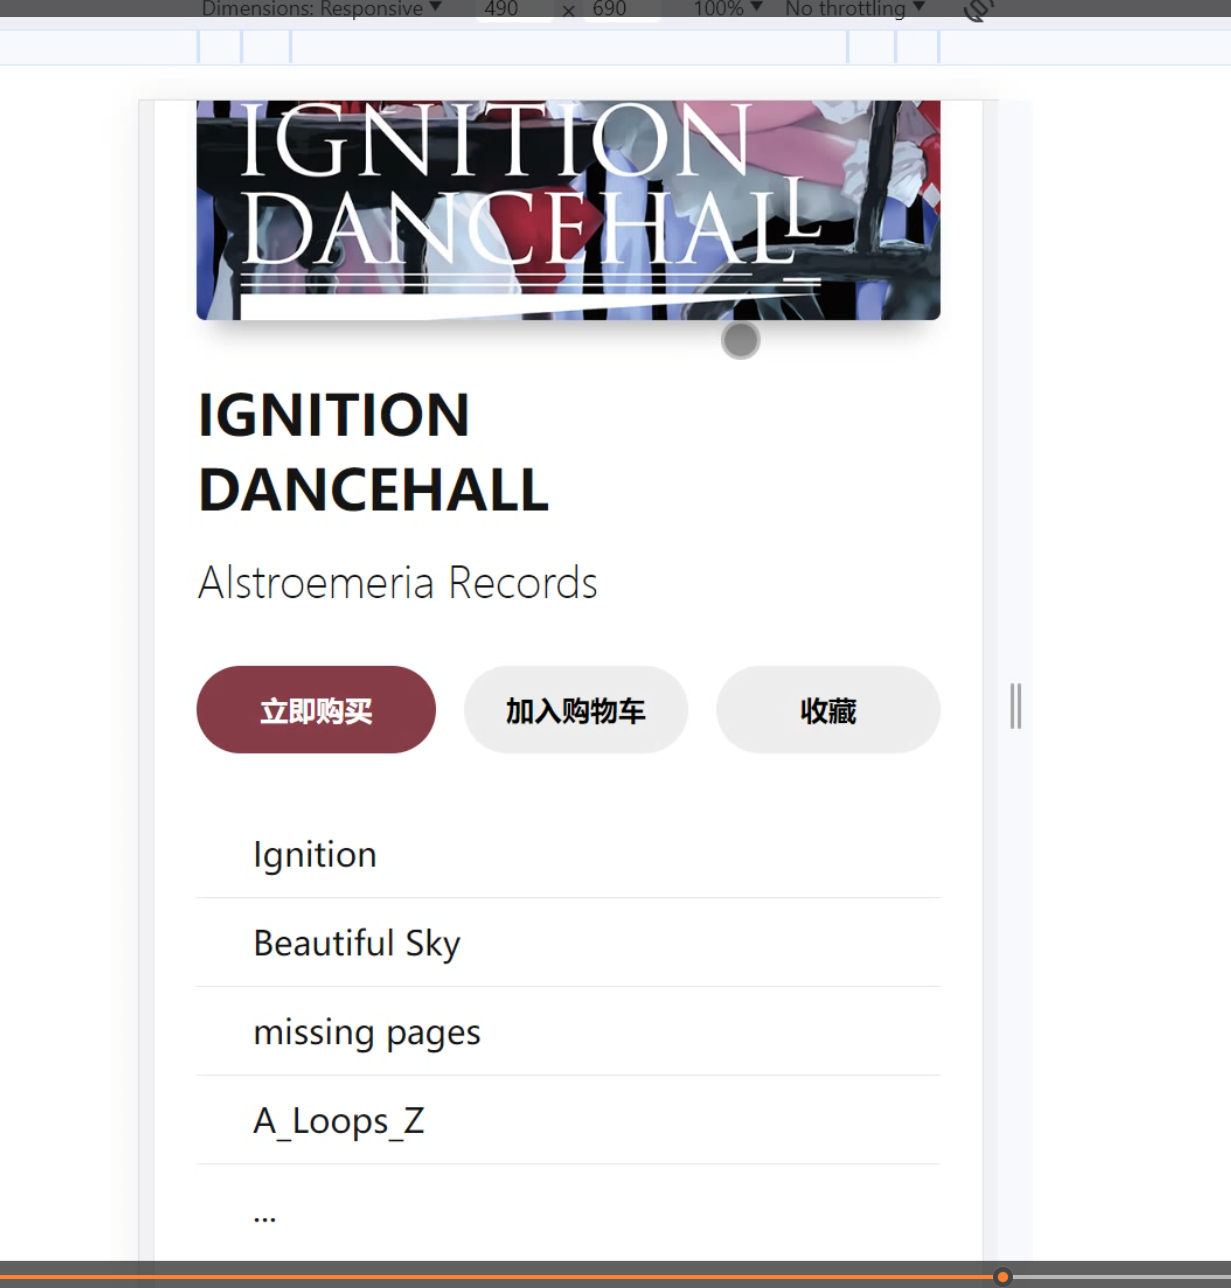 Dimensions: Responsive ▼ 490 × 690 100% ▼ No throttling ▼
IGNITION
DANCEHALL
IGNITION
DANCEHALL
Alstroemeria Records
立即购买 加入购物车 收藏
Ignition
Beautiful Sky
missing pages
A_Loops_Z
...